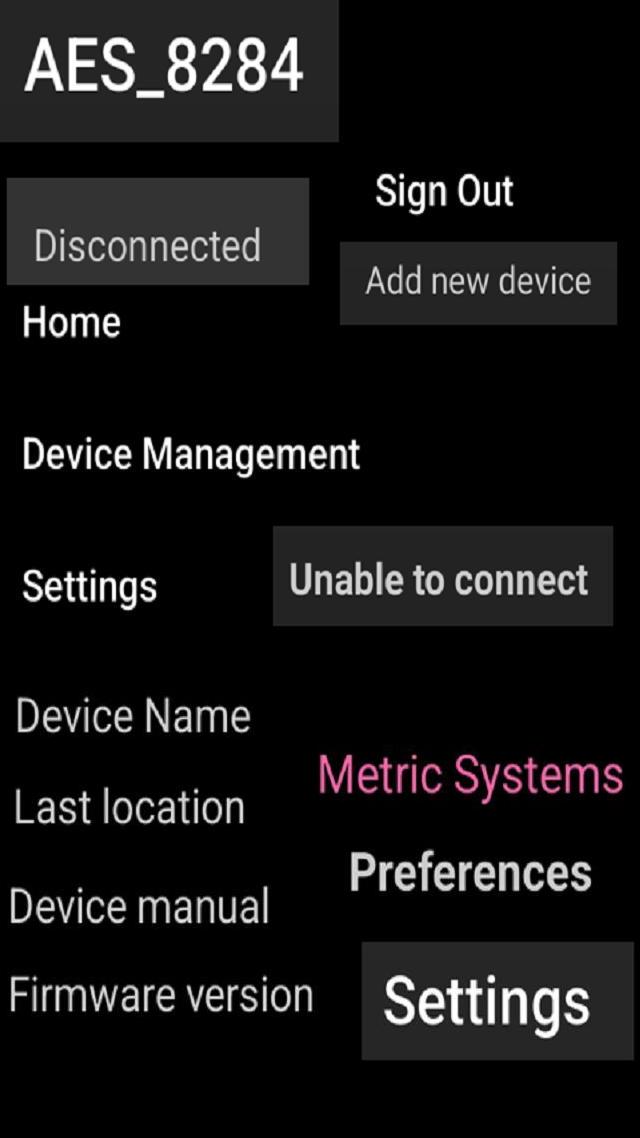 AES_8284
Sign Out
Disconnected
Add new device
Home
Device Management
Settings
Unable to connect
Device Name
Metric Systems
Last location
Preferences
Device manual
Firmware version
Settings